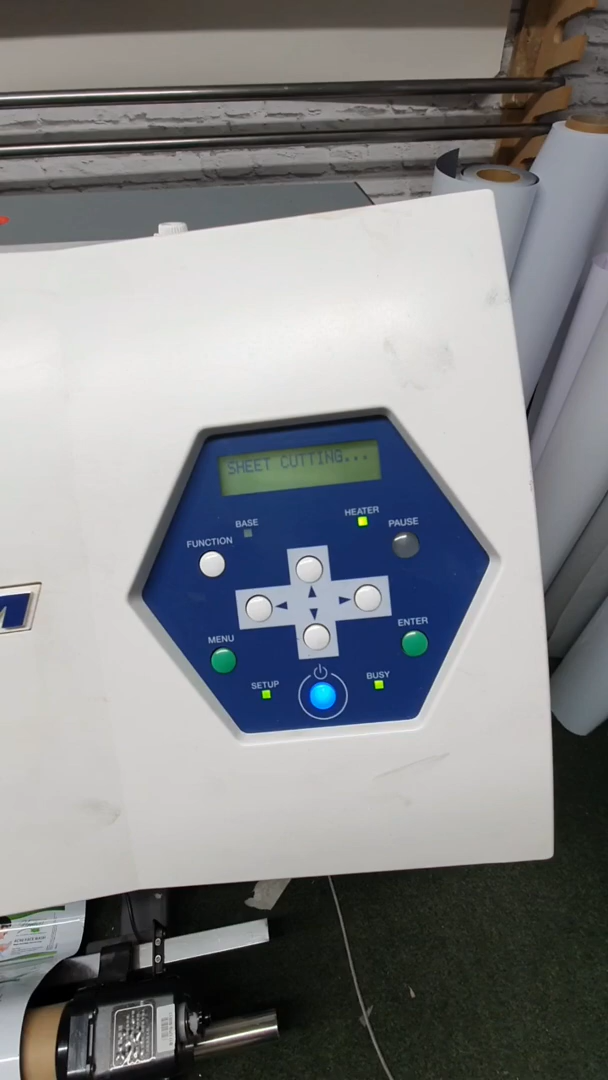 SHEET CUTTING...
HEATER
BASE
PAUSE
FUNCTION
ENTER
MENU
BUSY
SETUP